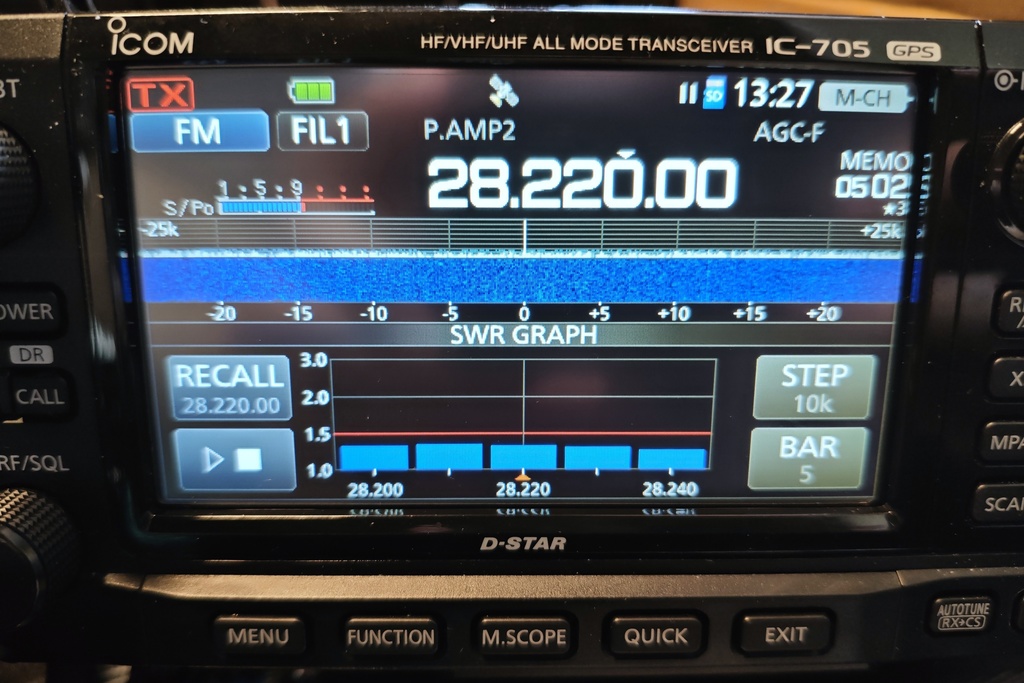 ICOM HF/VHF/UHF ALL MODE TRANSCEIVER IC-705 GPS
TX SD 13:27 M-CH
FM FIL1 P.AMP2 AGC-F
28.220.00 MEMO
0502
1 5 9
S/Po
★3
-25k +25k
-20 -15 -10 -5 0 +5 +10 +15 +20
SWR GRAPH
RECALL
28.220.00
3.0
2.0
1.5
1.0
28.200 28.220 28.240
STEP
10k
BAR
5
D-STAR
MENU FUNCTION M.SCOPE QUICK EXIT
AUTOTUNE
RX→CS
BT
OWER
DR
CALL
RF/SQL
X
MPA
SCAN